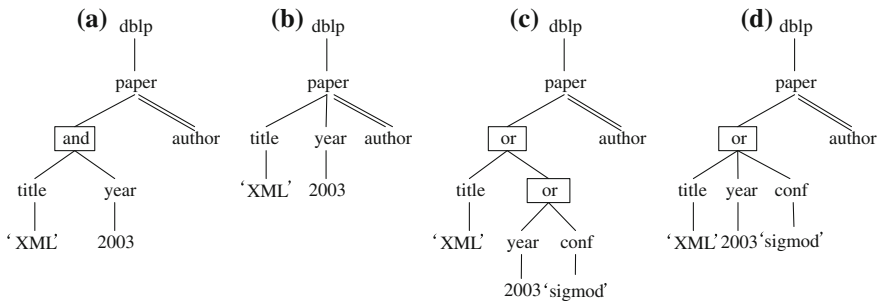 (a) (b) (c) (d)
dblp dblp dblp dblp
paper paper paper paper
and author title year author or author or author
title year 'XML' 2003 title or title year conf
'XML' 2003 'XML' year conf 'XML' 2003 'sigmod'
2003 'sigmod'